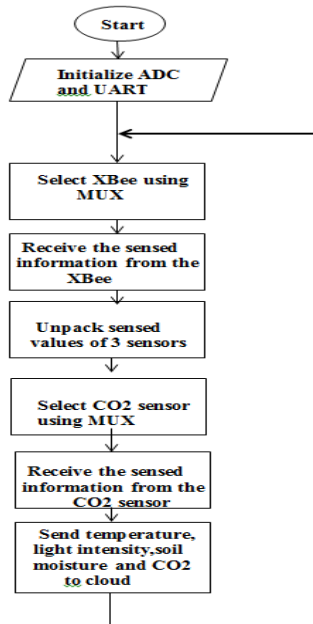 Start
Initialize ADC
and UART
Select XBee using
MUX
Receive the sensed
information from the
XBee
Unpack sensed
values of 3 sensors
Select CO2 sensor
using MUX
Receive the sensed
information from the
CO2 sensor
Send temperature,
light intensity,soil
moisture and CO2
to cloud